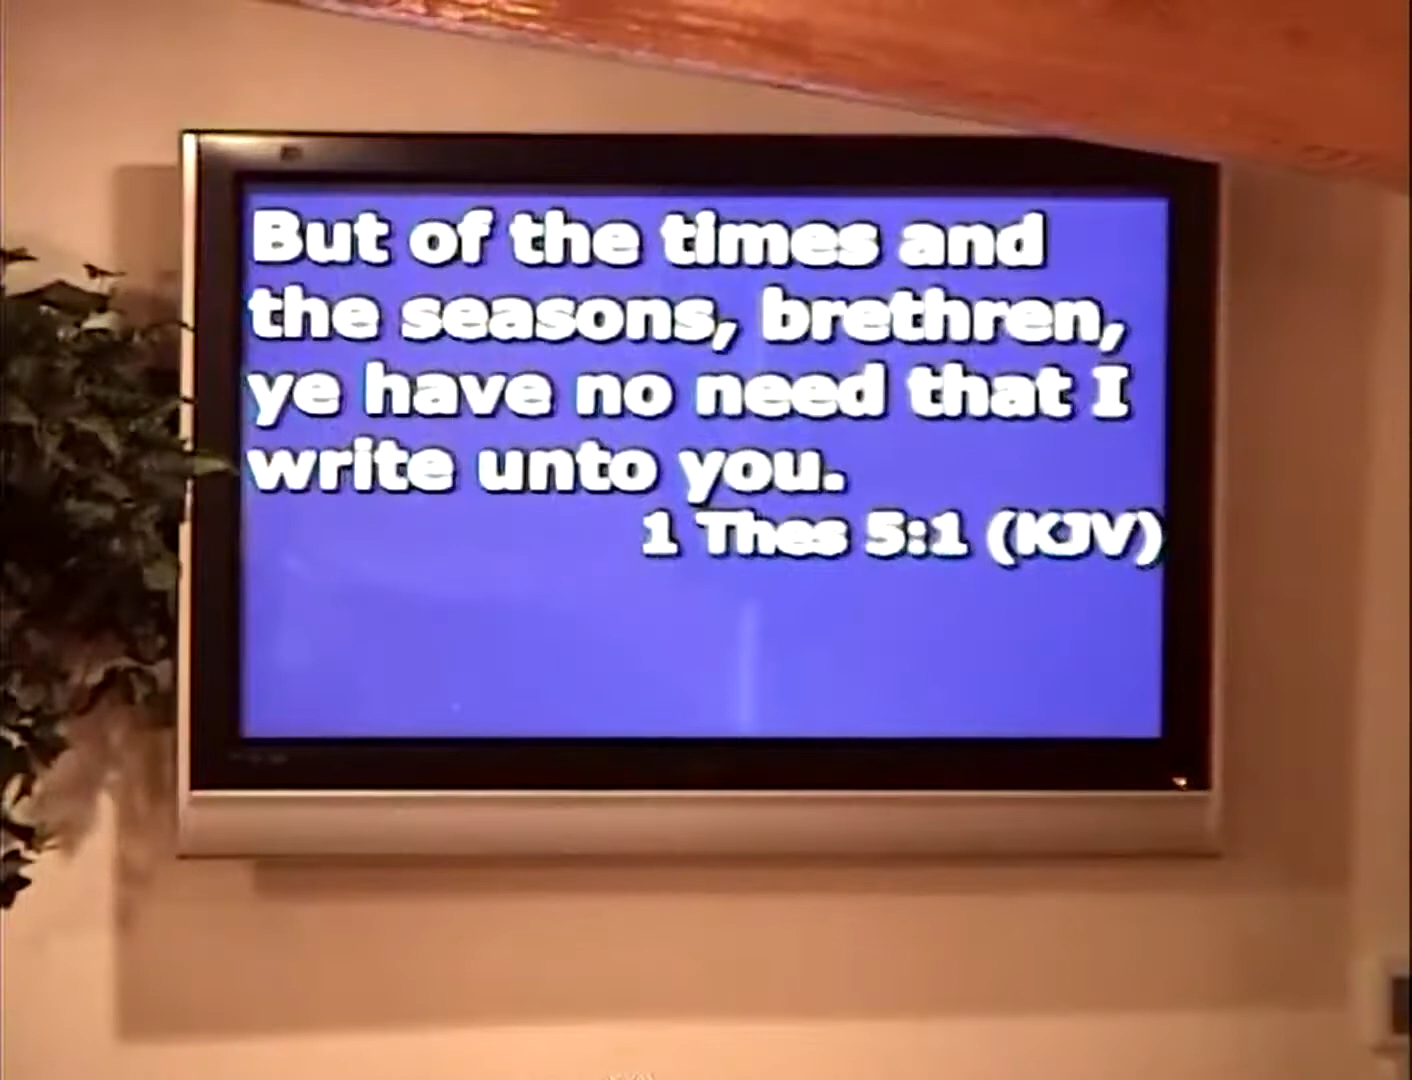 But of the times and
the seasons, brethren,
ye have no need that I
write unto you.
1 Thes 5:1 (KJV)